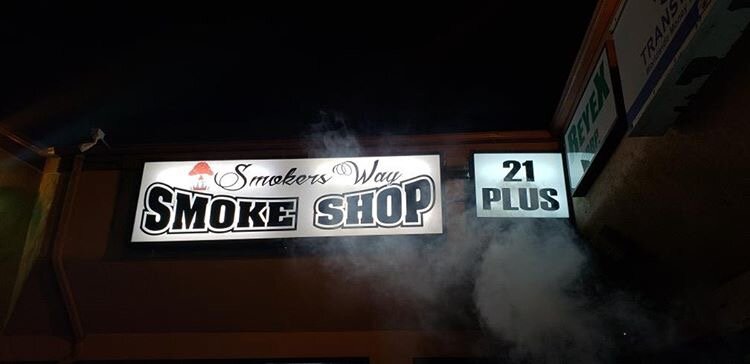 Smokers Way
SMOKE SHOP
21
PLUS
REVEX
TRANS